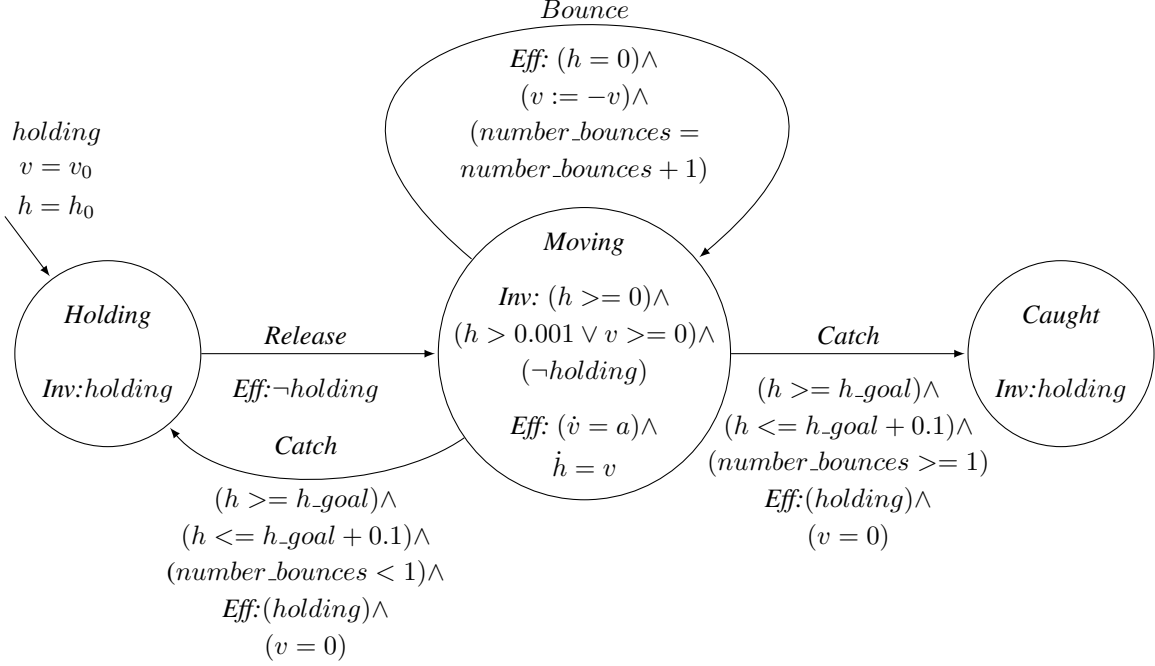 Bounce
Eff: (h = 0)∧
(v := −v)∧
(number_bounces =
number_bounces + 1)
holding
v = v₀
h = h₀
Holding
Inv:holding
Release
Eff:¬holding
Moving
Inv: (h >= 0)∧
(h > 0.001 ∨ v >= 0)∧
(¬holding)
Eff: (v̇ = a)∧
ḣ = v
Catch
(h >= h_goal)∧
(h <= h_goal + 0.1)∧
(number_bounces >= 1)
Eff:(holding)∧
(v = 0)
Caught
Inv:holding
Catch
(h >= h_goal)∧
(h <= h_goal + 0.1)∧
(number_bounces < 1)∧
Eff:(holding)∧
(v = 0)